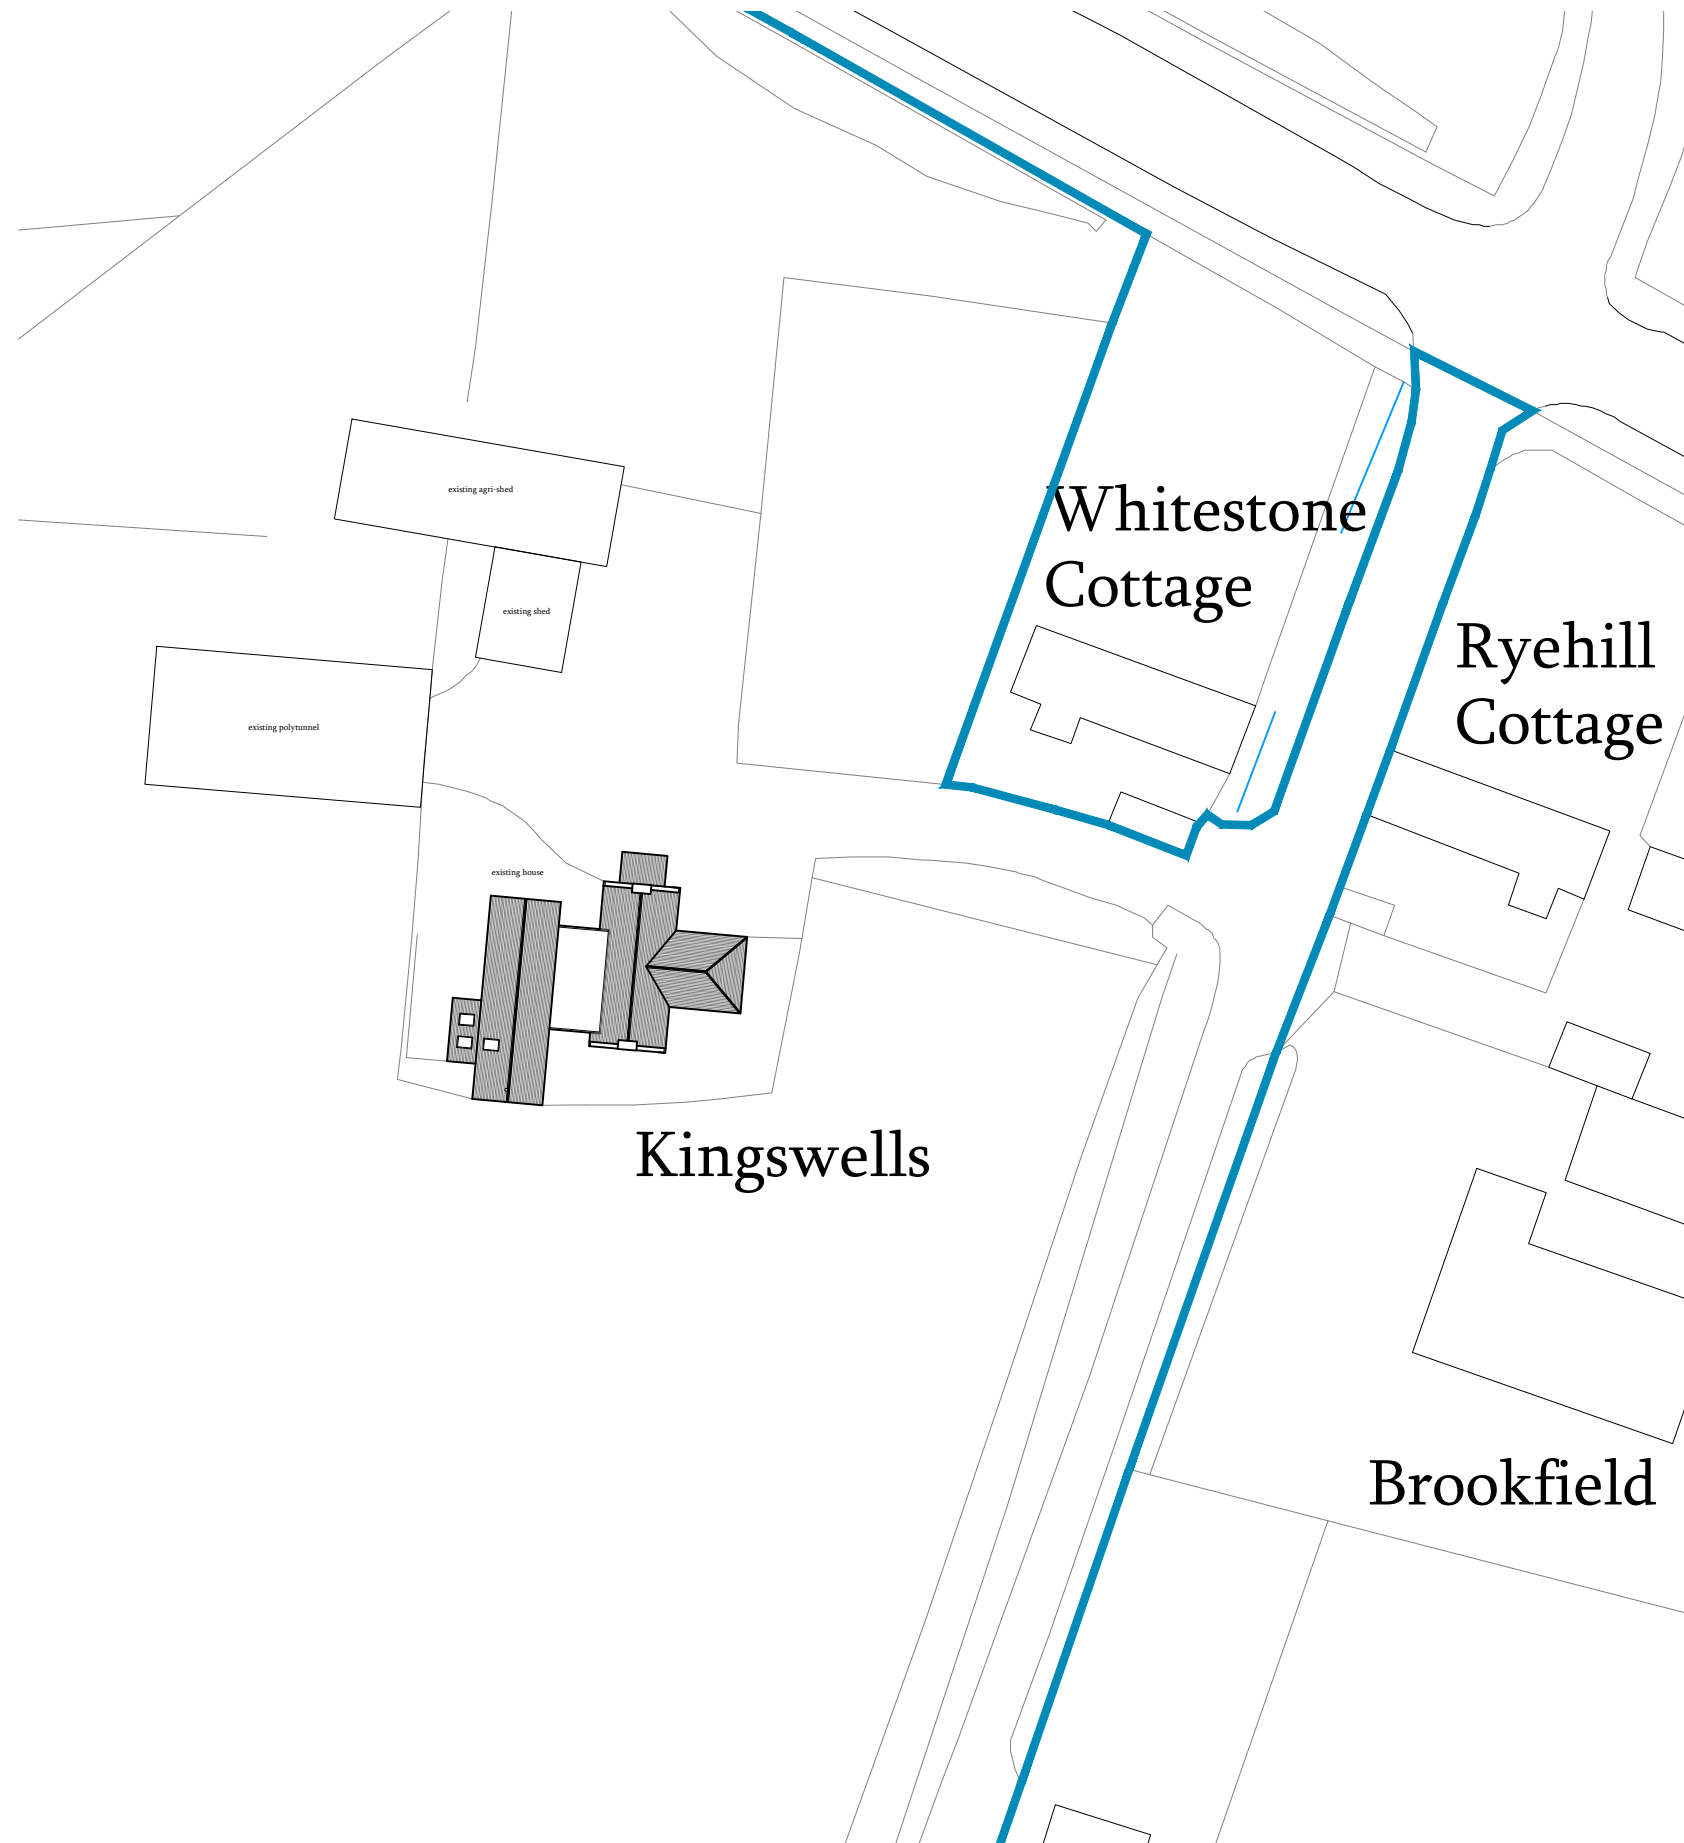 existing agri-shed
Whitestone
Cottage
existing shed
Ryehill
Cottage
existing polytunnel
existing house
Kingswells
Brookfield